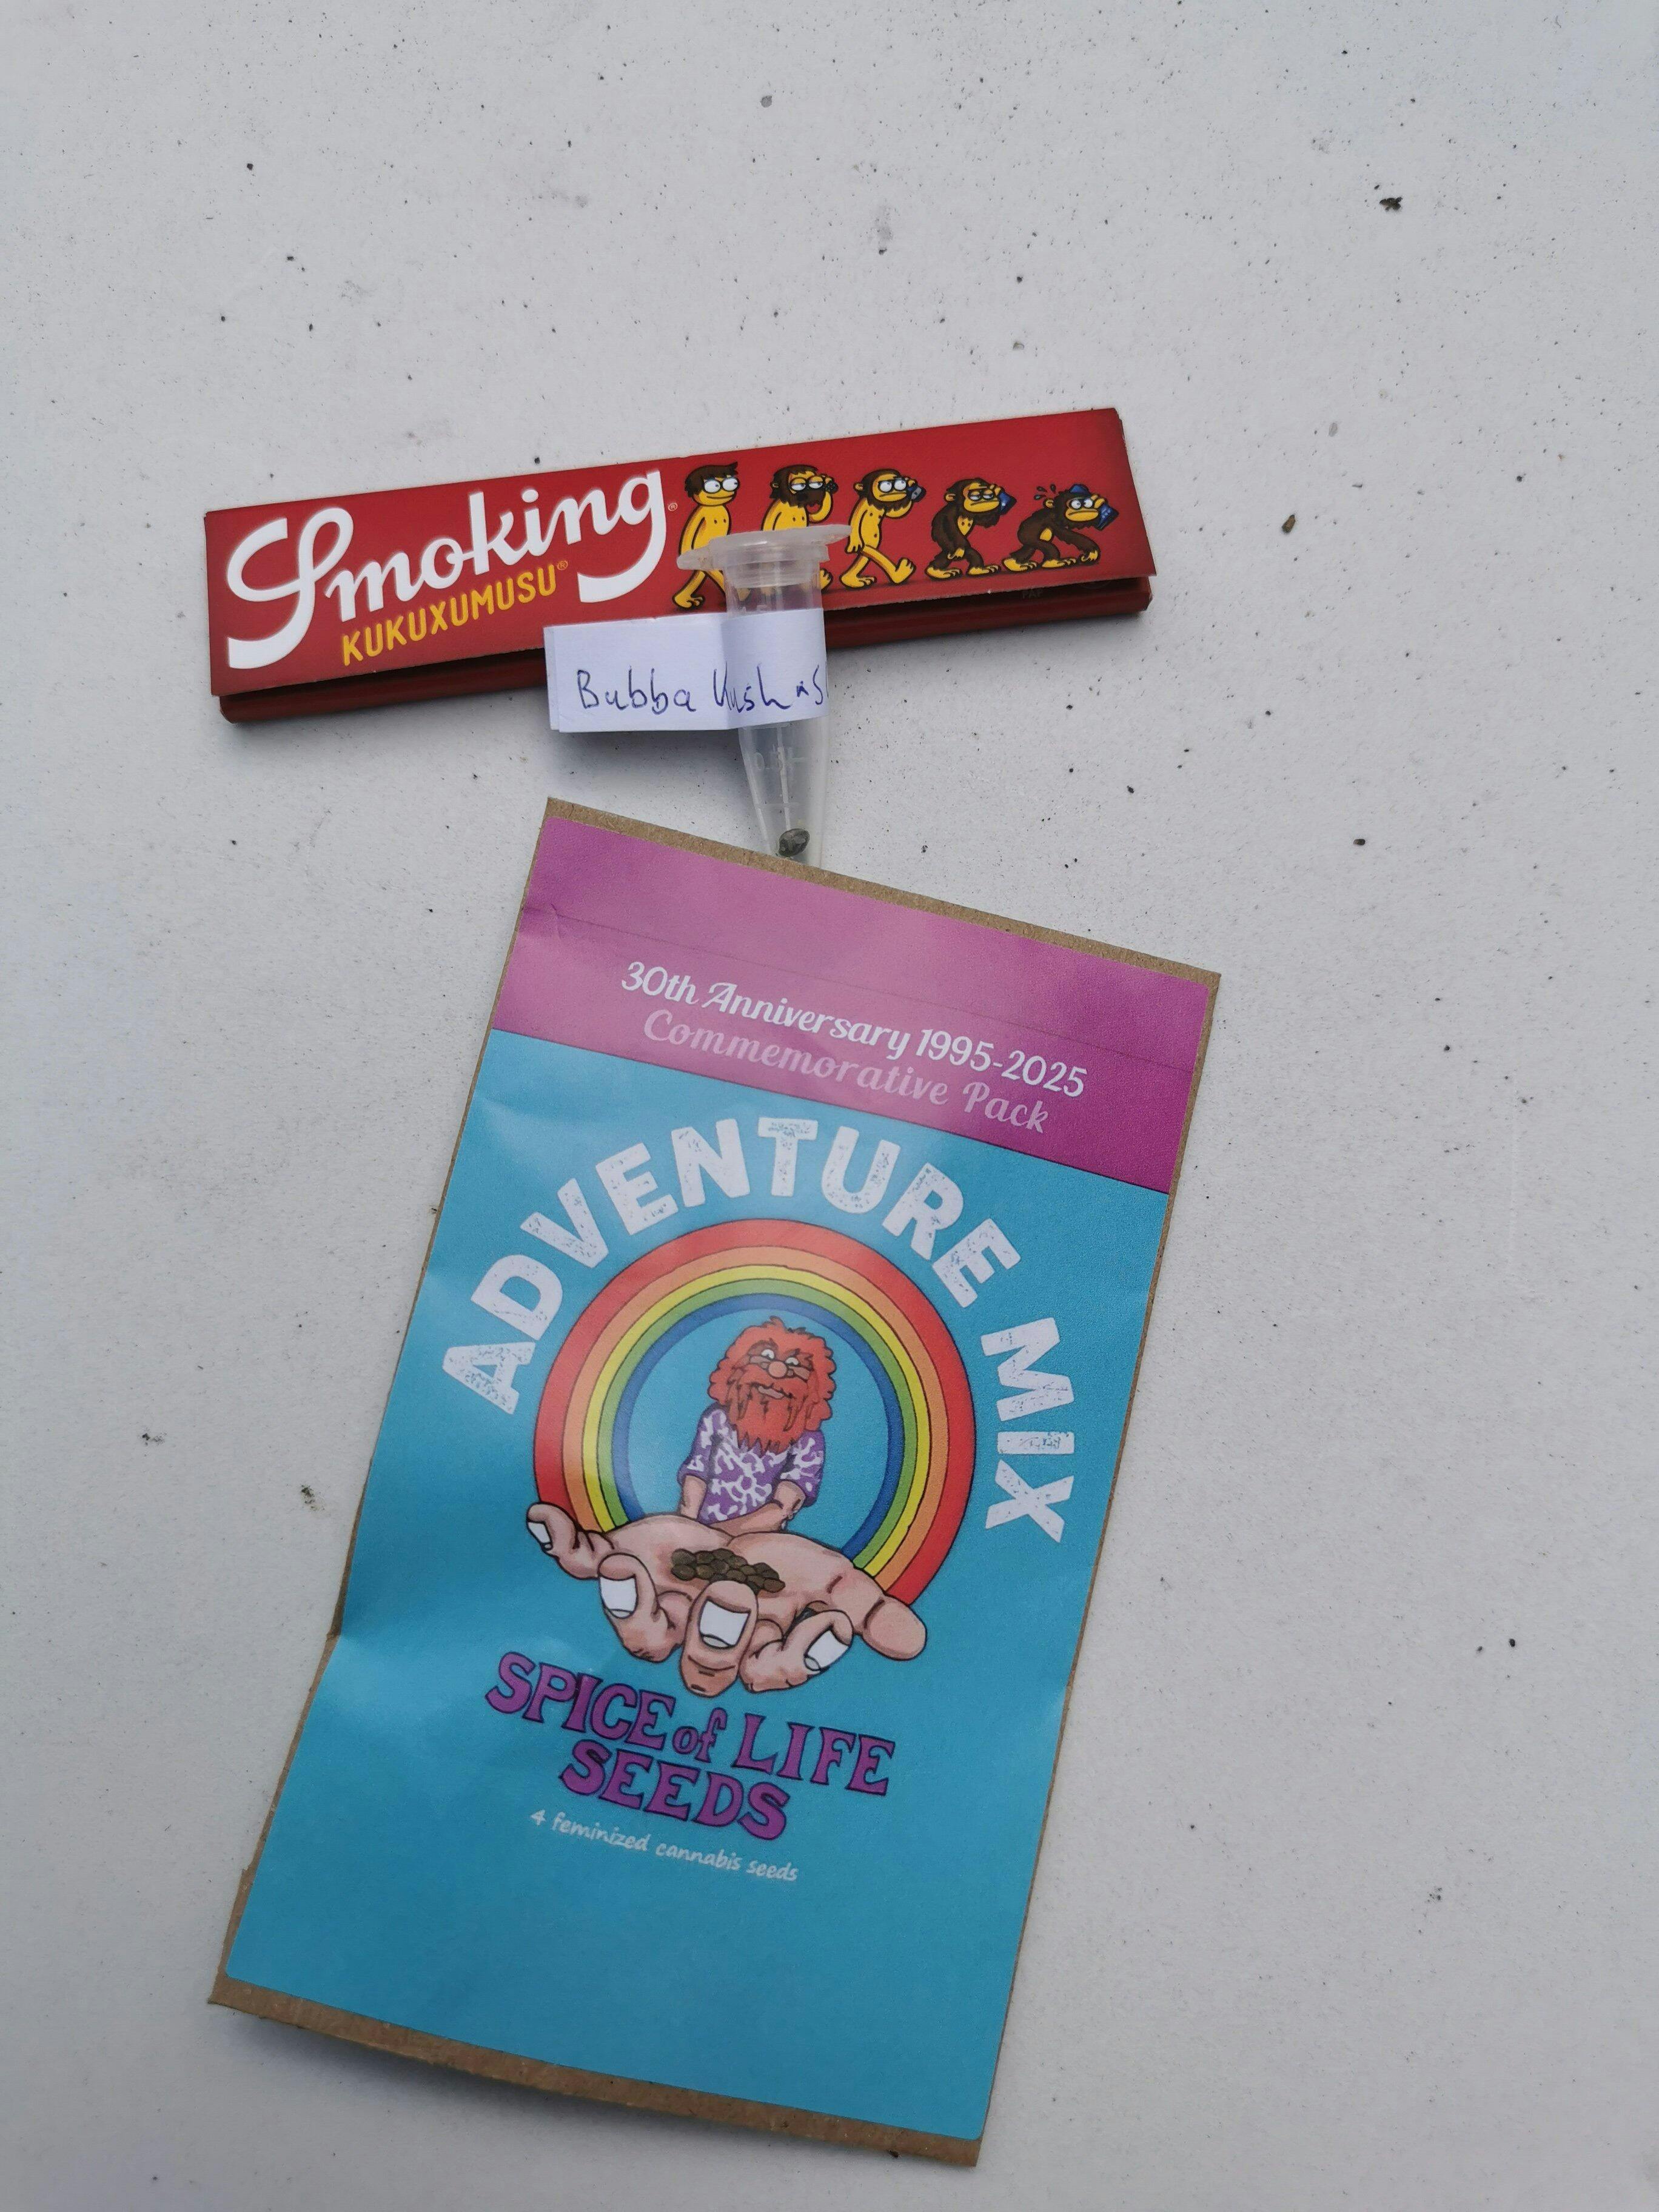 Smoking®
KUKUXUMUSU®
Bubba Kush
30th Anniversary 1995-2025
Commemorative Pack
ADVENTURE MIX
SPICE of LIFE
SEEDS
4 feminized cannabis seeds